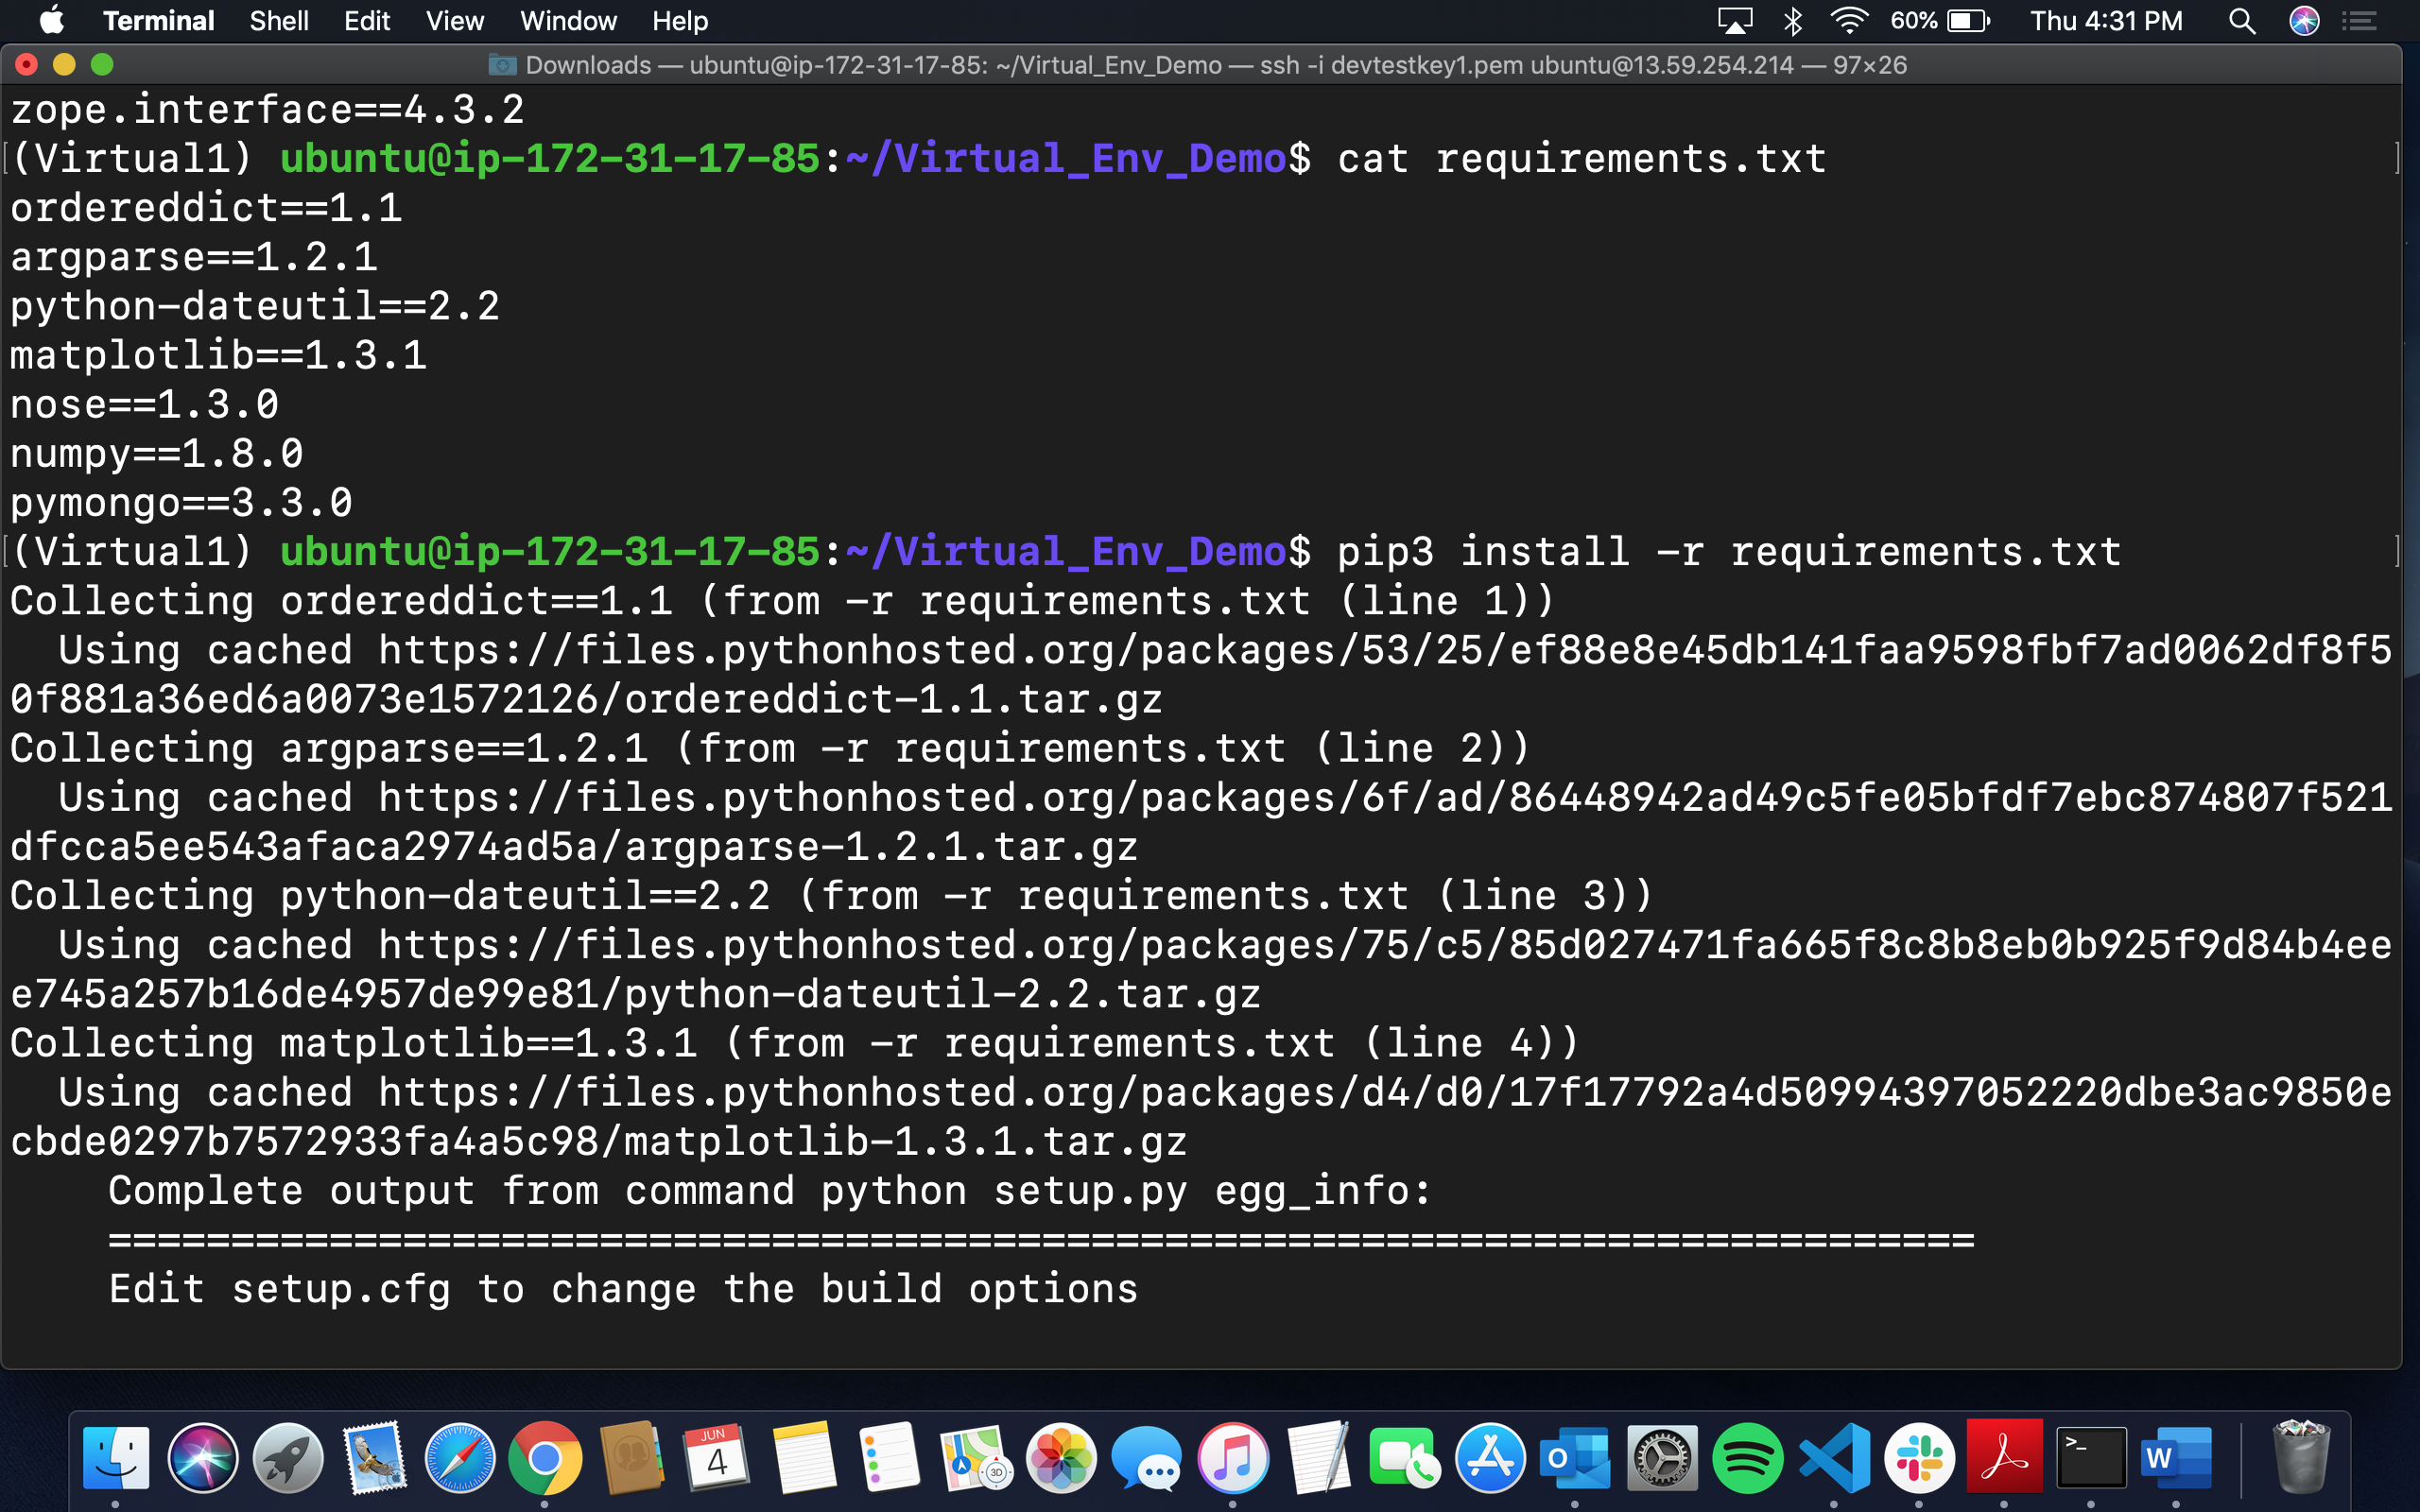 Terminal Shell Edit View Window Help 60% Thu 4:31 PM
Downloads — ubuntu@ip-172-31-17-85: ~/Virtual_Env_Demo — ssh -i devtestkey1.pem ubuntu@13.59.254.214 — 97×26
zope.interface==4.3.2
[(Virtual1) ubuntu@ip-172-31-17-85:~/Virtual_Env_Demo$ cat requirements.txt ]
ordereddict==1.1
argparse==1.2.1
python-dateutil==2.2
matplotlib==1.3.1
nose==1.3.0
numpy==1.8.0
pymongo==3.3.0
[(Virtual1) ubuntu@ip-172-31-17-85:~/Virtual_Env_Demo$ pip3 install -r requirements.txt ]
Collecting ordereddict==1.1 (from -r requirements.txt (line 1))
  Using cached https://files.pythonhosted.org/packages/53/25/ef88e8e45db141faa9598fbf7ad0062df8f5
0f881a36ed6a0073e1572126/ordereddict-1.1.tar.gz
Collecting argparse==1.2.1 (from -r requirements.txt (line 2))
  Using cached https://files.pythonhosted.org/packages/6f/ad/86448942ad49c5fe05bfdf7ebc874807f521
dfcca5ee543afaca2974ad5a/argparse-1.2.1.tar.gz
Collecting python-dateutil==2.2 (from -r requirements.txt (line 3))
  Using cached https://files.pythonhosted.org/packages/75/c5/85d027471fa665f8c8b8eb0b925f9d84b4ee
e745a257b16de4957de99e81/python-dateutil-2.2.tar.gz
Collecting matplotlib==1.3.1 (from -r requirements.txt (line 4))
  Using cached https://files.pythonhosted.org/packages/d4/d0/17f17792a4d50994397052220dbe3ac9850e
cbde0297b7572933fa4a5c98/matplotlib-1.3.1.tar.gz
    Complete output from command python setup.py egg_info:
    ============================================================================
    Edit setup.cfg to change the build options
JUN
4
3D
O
>_
W